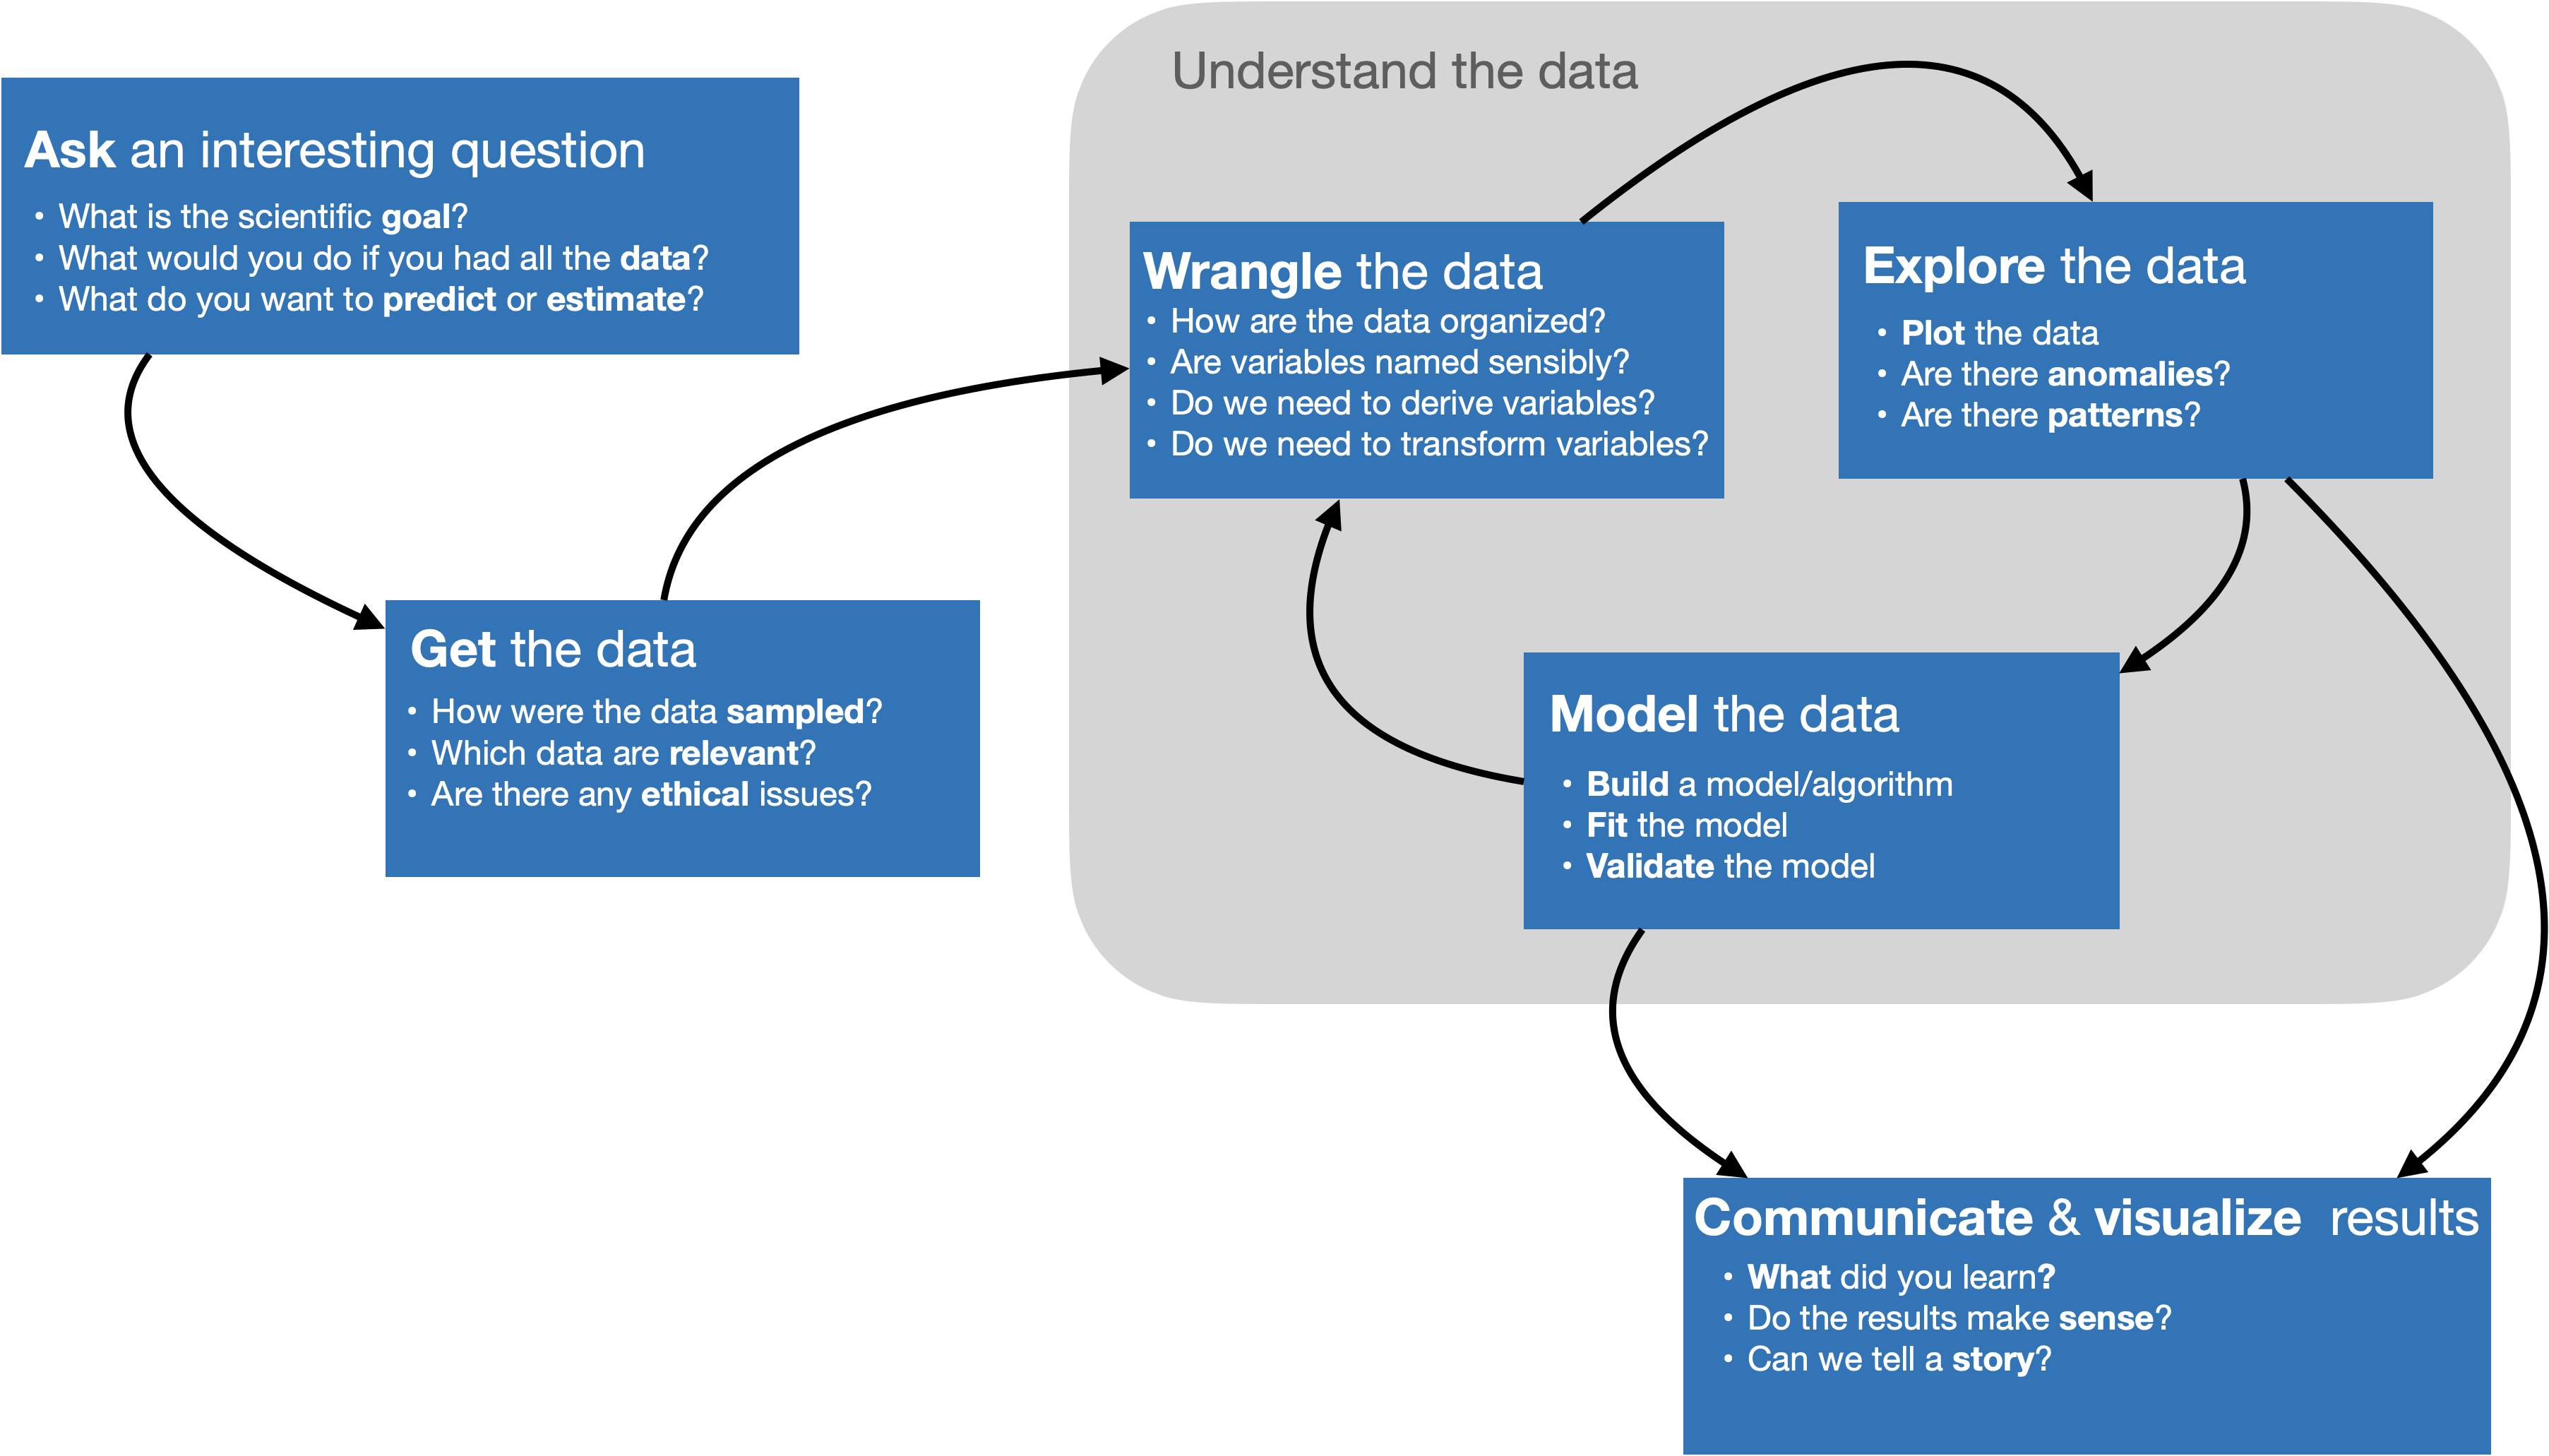 Understand the data
Ask an interesting question
• What is the scientific goal?
• What would you do if you had all the data?
• What do you want to predict or estimate?
Get the data
• How were the data sampled?
• Which data are relevant?
• Are there any ethical issues?
Wrangle the data
• How are the data organized?
• Are variables named sensibly?
• Do we need to derive variables?
• Do we need to transform variables?
Explore the data
• Plot the data
• Are there anomalies?
• Are there patterns?
Model the data
• Build a model/algorithm
• Fit the model
• Validate the model
Communicate & visualize results
• What did you learn?
• Do the results make sense?
• Can we tell a story?